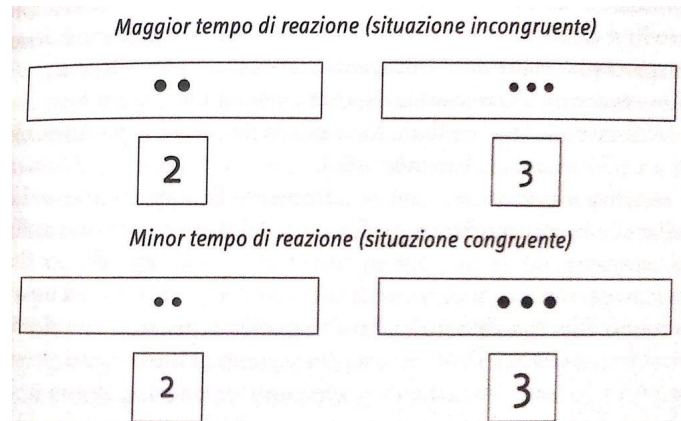 Maggior tempo di reazione (situazione incongruente)
2 3
Minor tempo di reazione (situazione congruente)
2 3